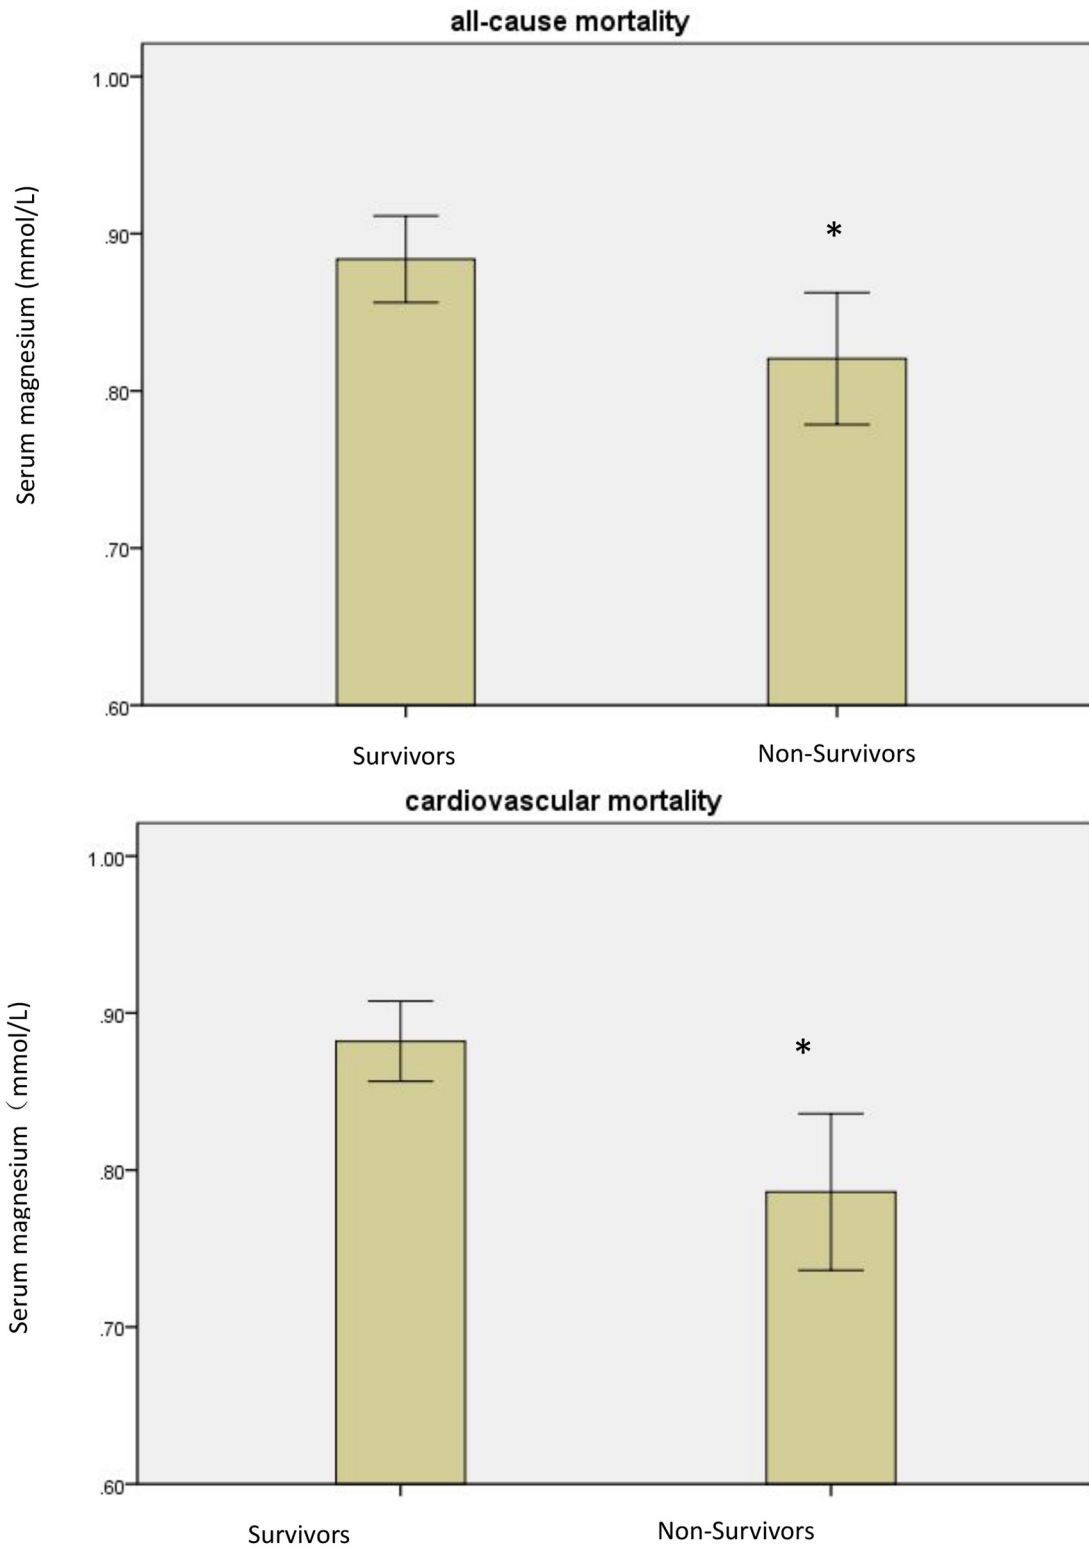 all-cause mortality
Serum magnesium (mmol/L)
1.00
.90
*
.80
.70
.60
Survivors Non-Survivors
cardiovascular mortality
Serum magnesium（mmol/L)
1.00
.90
*
.80
.70
.60
Survivors Non-Survivors